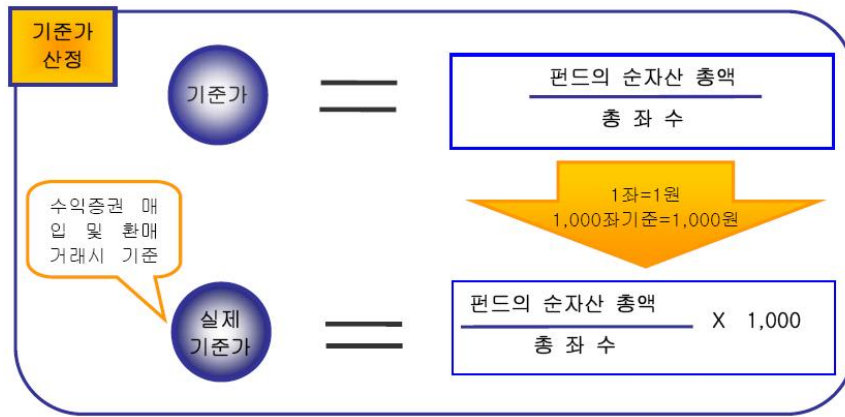 기준가
산정
기준가
펀드의 순자산 총액
총 좌 수
1좌=1원
1,000좌기준=1,000원
수익증권 매
입 및 환매
거래시 기준
실제
기준가
펀드의 순자산 총액
총 좌 수
X 1,000